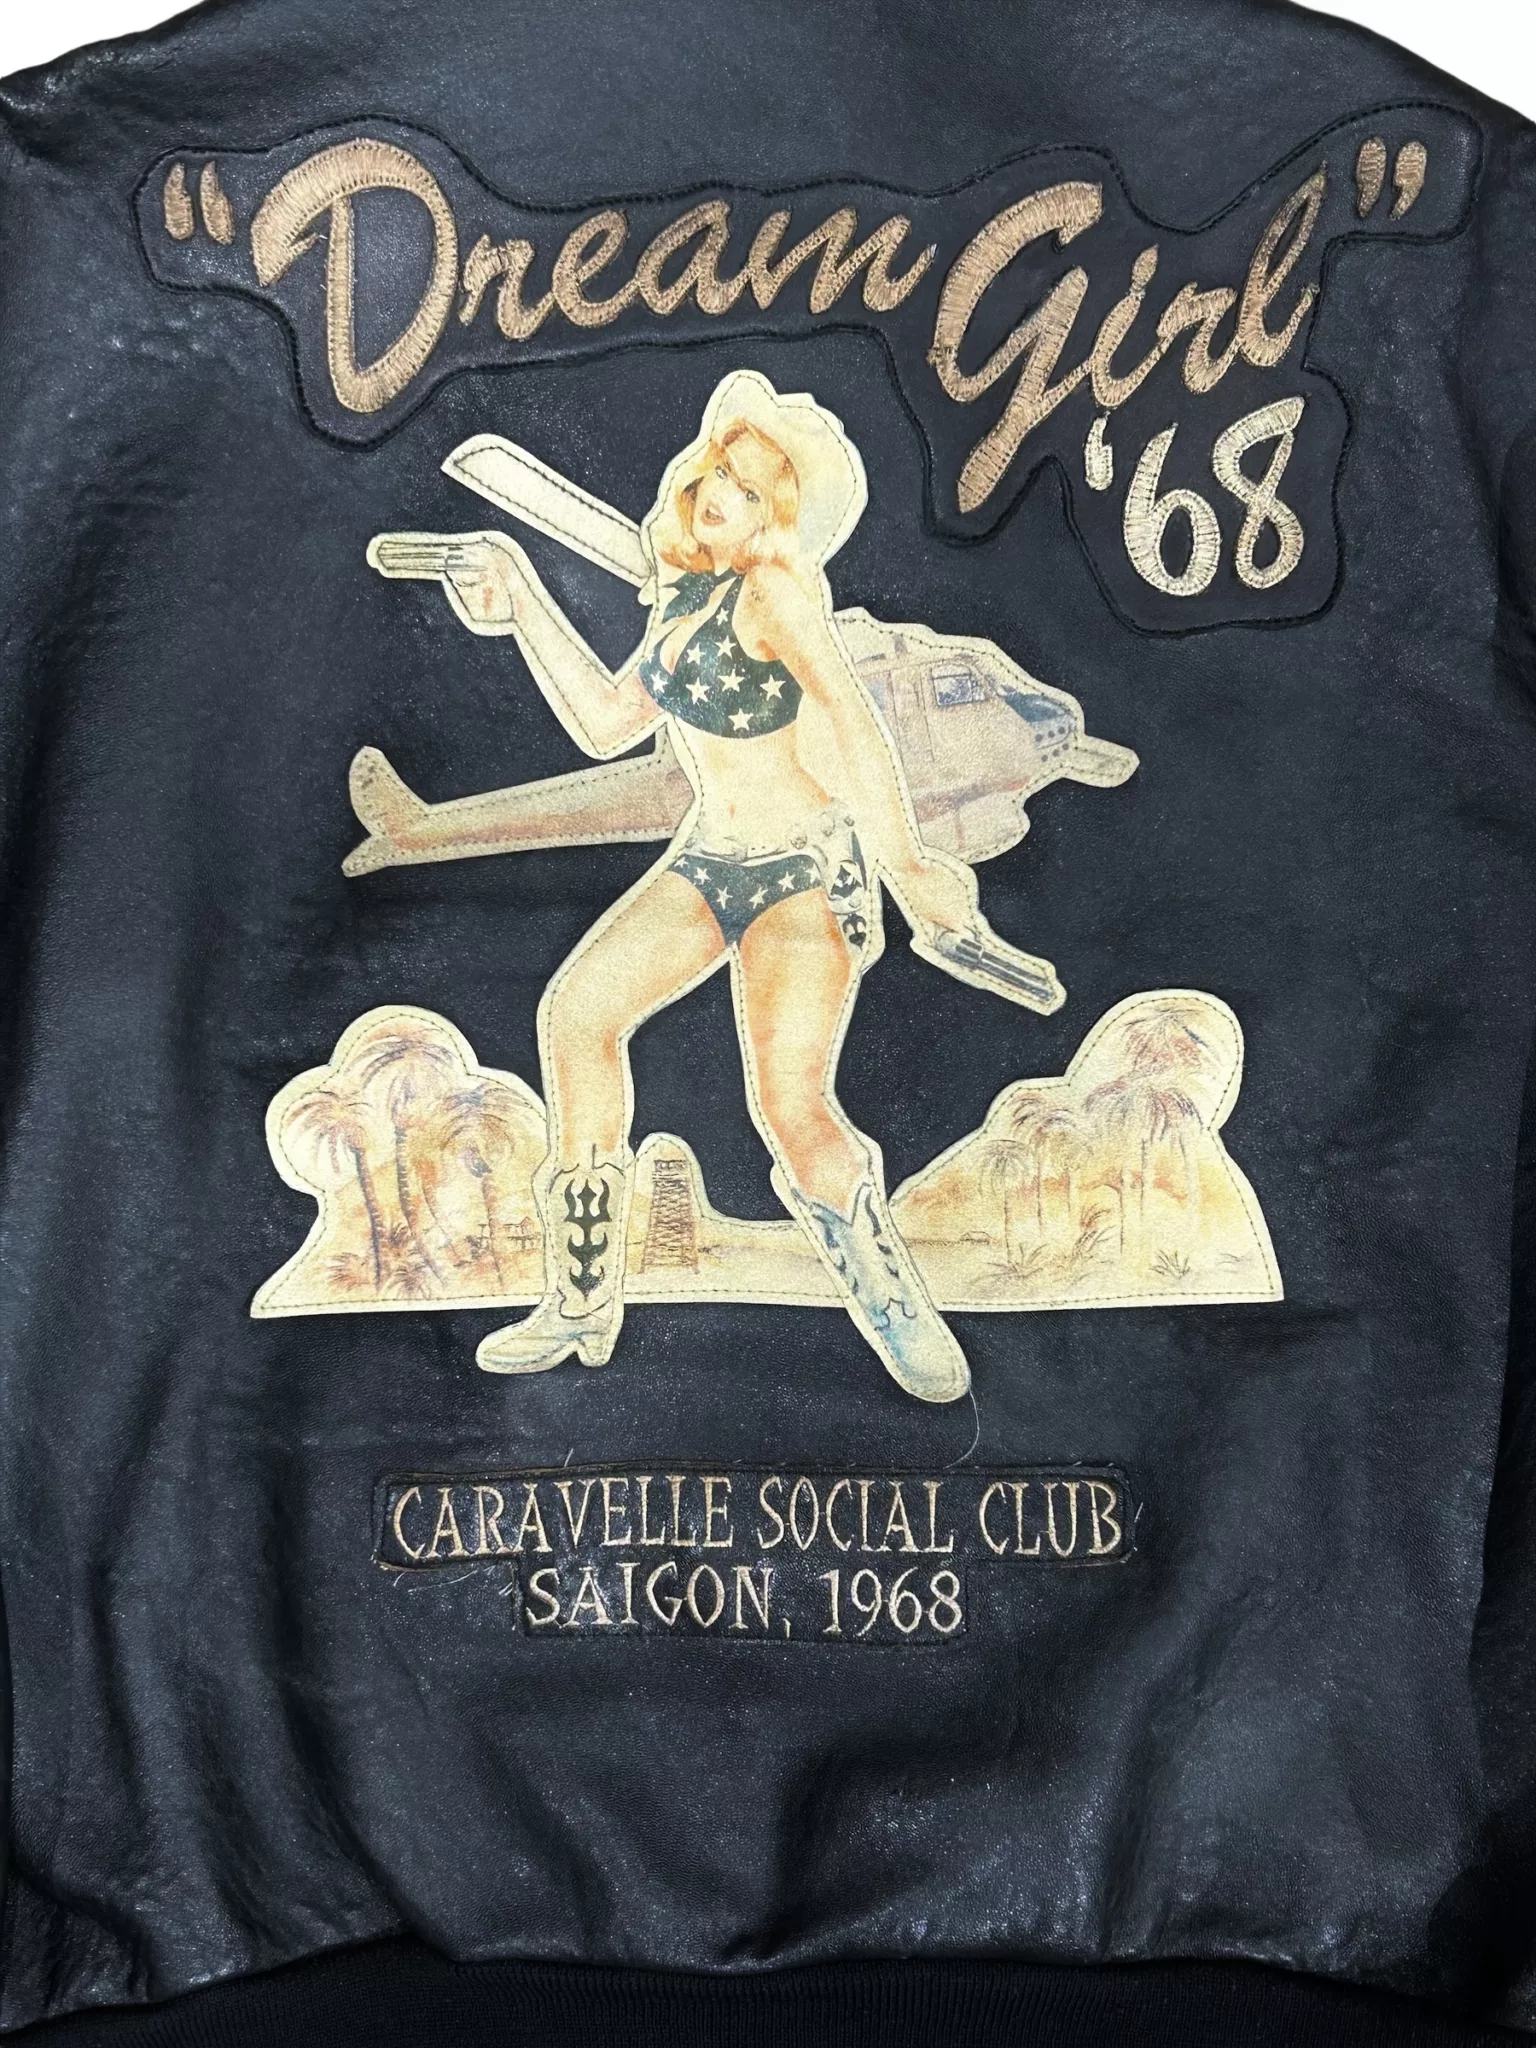 "Dream Girl"
'68
CARAVELLE SOCIAL CLUB
SAIGON, 1968